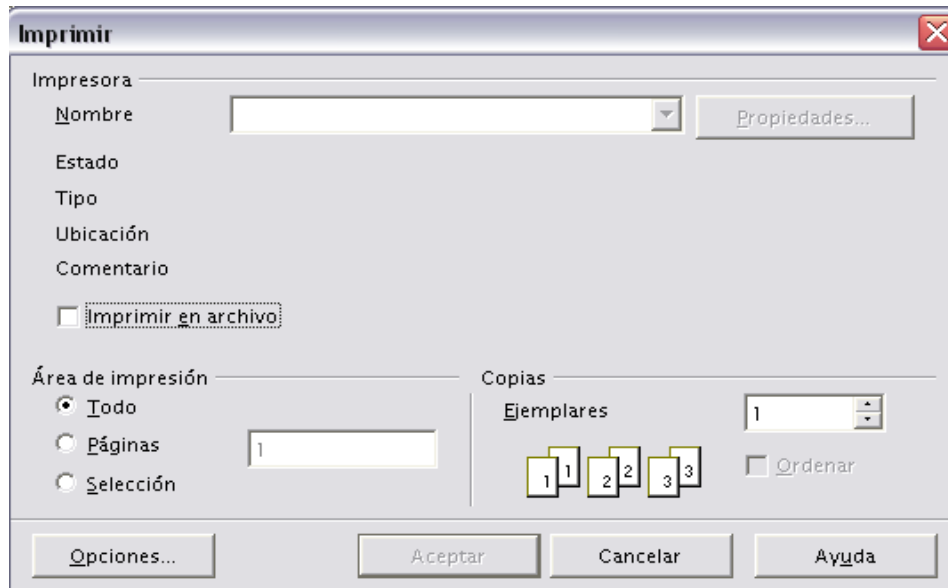 Imprimir
Impresora
Nombre
Propiedades...
Estado
Tipo
Ubicación
Comentario
Imprimir en archivo
Área de impresión
Todo
Páginas
1
Selección
Copias
Ejemplares
1
1 1 2 2 3 3
Ordenar
Opciones...
Aceptar
Cancelar
Ayuda